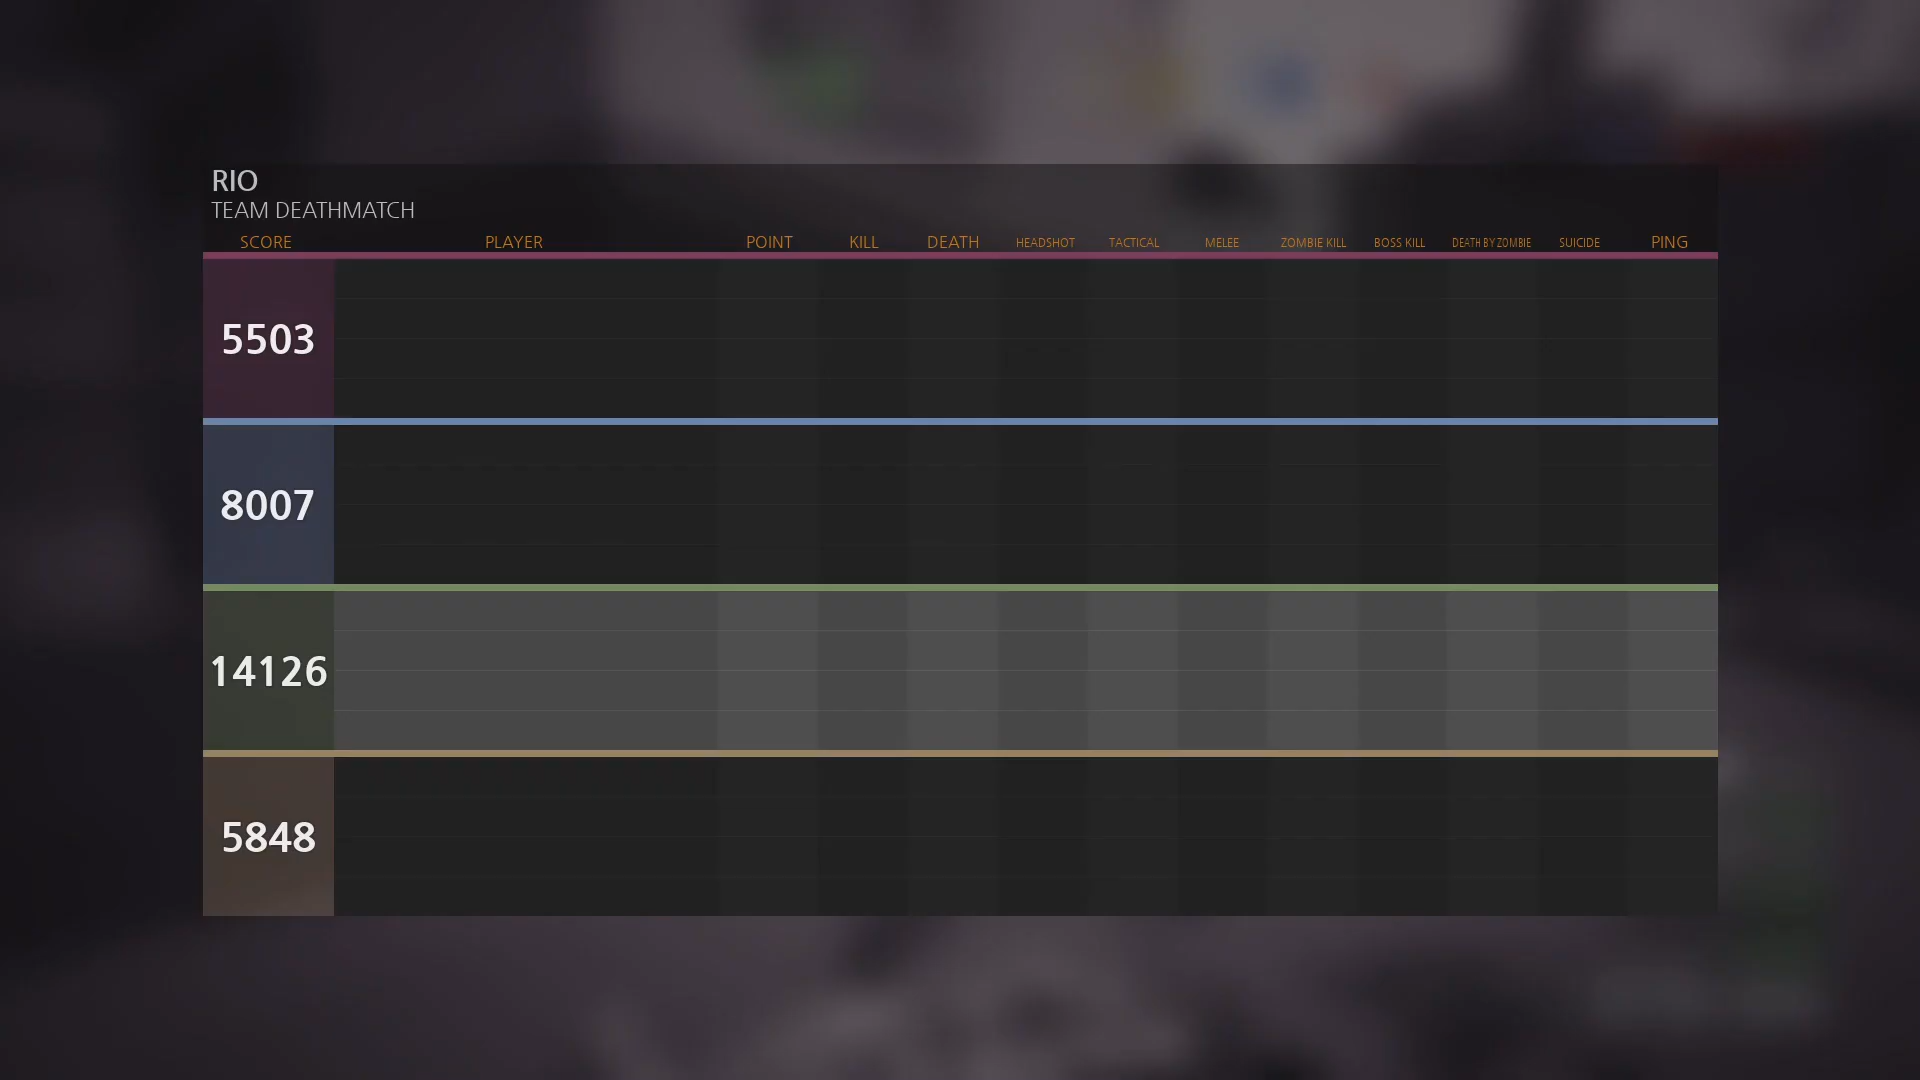 RIO
TEAM DEATHMATCH
SCORE PLAYER POINT KILL DEATH HEADSHOT TACTICAL MELEE ZOMBIE KILL BOSS KILL DEATH BY ZOMBIE SUICIDE PING
5503
8007
14126
5848